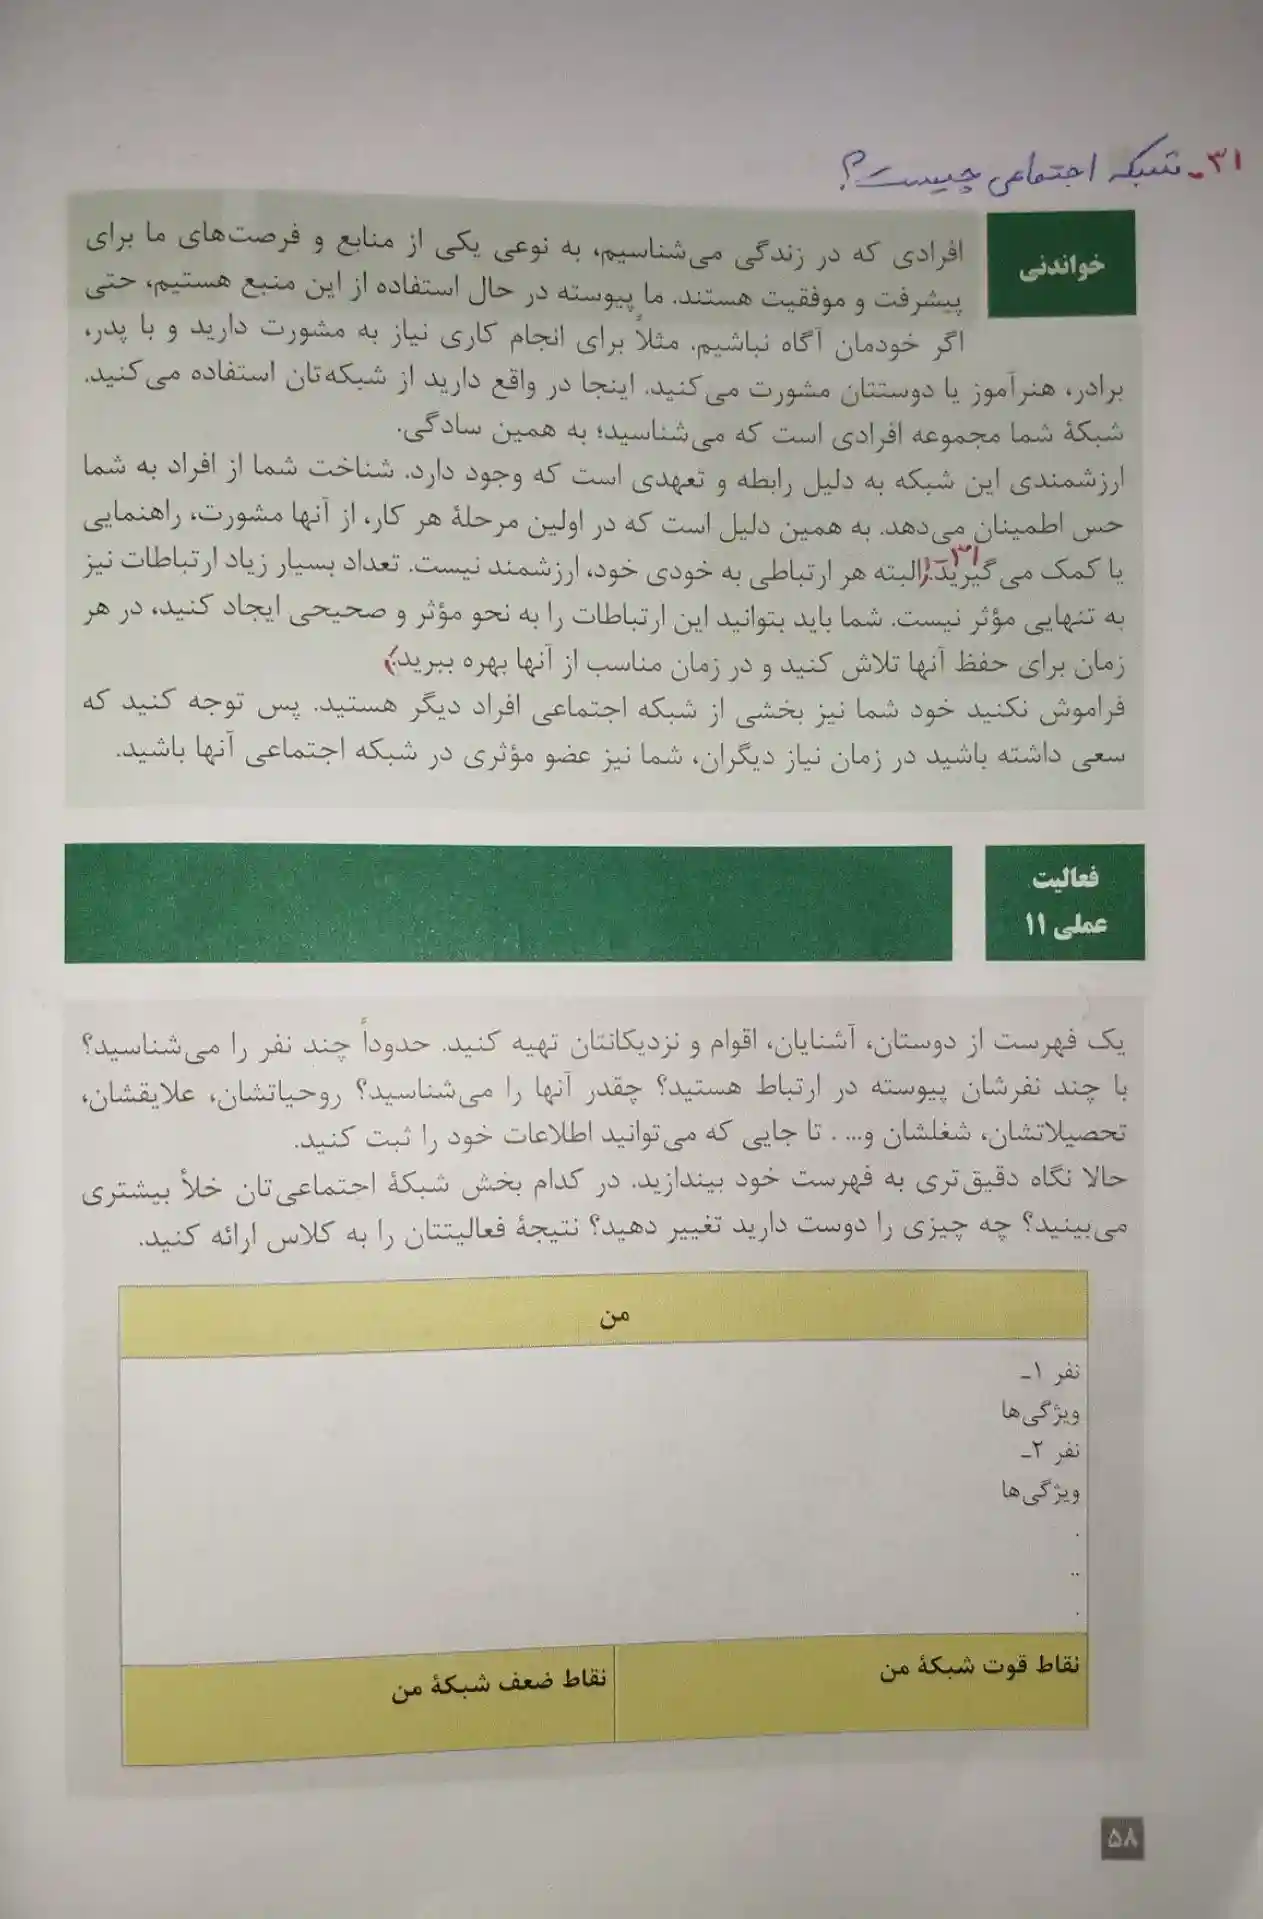 ۳۱- شبکه اجتماعی چیست؟
خواندنی
افرادی که در زندگی می‌شناسیم، به نوعی یکی از منابع و فرصت‌های ما برای
پیشرفت و موفقیت هستند. ما پیوسته در حال استفاده از این منبع هستیم، حتی
اگر خودمان آگاه نباشیم. مثلاً برای انجام کاری نیاز به مشورت دارید و با پدر،
برادر، هنرآموز یا دوستتان مشورت می‌کنید. اینجا در واقع دارید از شبکه‌تان استفاده می‌کنید.
شبکهٔ شما مجموعه افرادی است که می‌شناسید؛ به همین سادگی.
ارزشمندی این شبکه به دلیل رابطه و تعهدی است که وجود دارد. شناخت شما از افراد به شما
حس اطمینان می‌دهد. به همین دلیل است که در اولین مرحلهٔ هر کار، از آنها مشورت، راهنمایی
یا کمک می‌گیرید. ۳۱- البته هر ارتباطی به خودی خود، ارزشمند نیست. تعداد بسیار زیاد ارتباطات نیز
به تنهایی مؤثر نیست. شما باید بتوانید این ارتباطات را به نحو مؤثر و صحیحی ایجاد کنید، در هر
زمان برای حفظ آنها تلاش کنید و در زمان مناسب از آنها بهره ببرید.
فراموش نکنید خود شما نیز بخشی از شبکه اجتماعی افراد دیگر هستید. پس توجه کنید که
سعی داشته باشید در زمان نیاز دیگران، شما نیز عضو مؤثری در شبکه اجتماعی آنها باشید.
فعالیت
عملی ۱۱
یک فهرست از دوستان، آشنایان، اقوام و نزدیکانتان تهیه کنید. حدوداً چند نفر را می‌شناسید؟
با چند نفرشان پیوسته در ارتباط هستید؟ چقدر آنها را می‌شناسید؟ روحیاتشان، علایقشان،
تحصیلاتشان، شغلشان و... . تا جایی که می‌توانید اطلاعات خود را ثبت کنید.
حالا نگاه دقیق‌تری به فهرست خود بیندازید. در کدام بخش شبکهٔ اجتماعی‌تان خلأ بیشتری
می‌بینید؟ چه چیزی را دوست دارید تغییر دهید؟ نتیجهٔ فعالیتتان را به کلاس ارائه کنید.
من
نفر ۱ـ
ویژگی‌ها
نفر ۲ـ
ویژگی‌ها
.
..
.
نقاط قوت شبکهٔ من
نقاط ضعف شبکهٔ من
۵۸